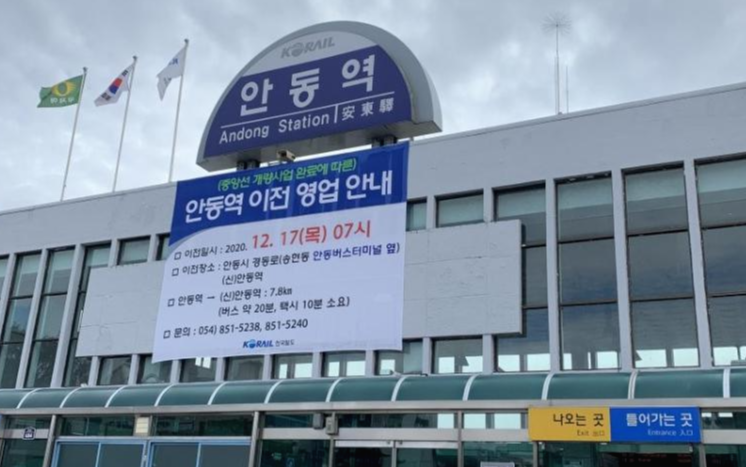 KORAIL
안동역
Andong Station | 安東驛
(중앙선 개량사업 완료에 따른)
안동역 이전 영업 안내
□ 이전일시 : 2020. 12. 17(목) 07시
□ 이전장소 : 안동시 경동로(송현동 안동버스터미널 옆)
(신)안동역
□ 안동역 → (신)안동역 : 7.8km
(버스 약 20분, 택시 10분 소요)
□ 문의 : 054) 851-5238, 851-5240
KORAIL 한국철도
나오는 곳 들어가는 곳
Exit 出口 Entrance 入口